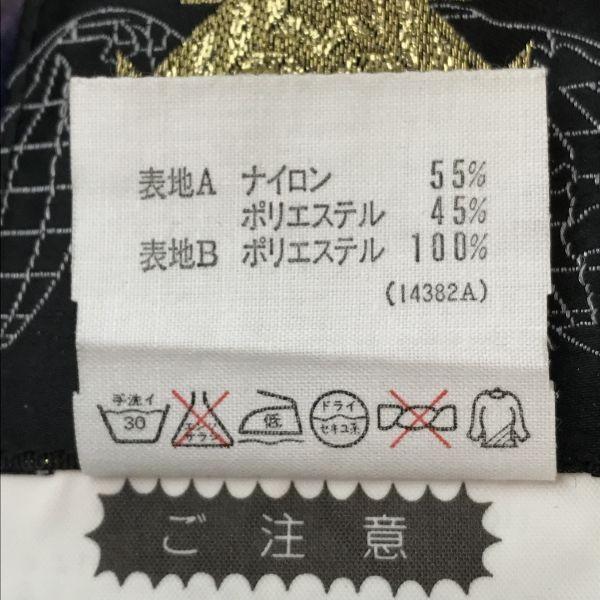 表地A ナイロン 55%
ポリエステル 45%
表地B ポリエステル 100%
(14382A)
手洗イ
30
エンソ
サラシ
低
ドライ
セキユ系
ご注意